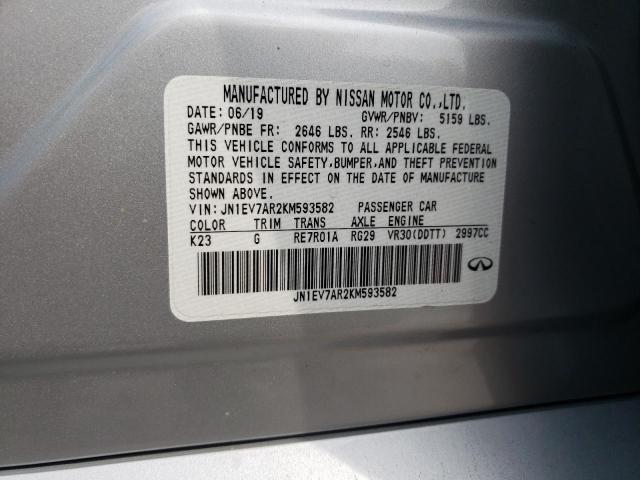 MANUFACTURED BY NISSAN MOTOR CO.,LTD.
DATE: 06/19 GVWR/PNBV: 5159 LBS.
GAWR/PNBE FR: 2646 LBS. RR: 2546 LBS.
THIS VEHICLE CONFORMS TO ALL APPLICABLE FEDERAL
MOTOR VEHICLE SAFETY,BUMPER,AND THEFT PREVENTION
STANDARDS IN EFFECT ON THE DATE OF MANUFACTURE
SHOWN ABOVE.
VIN:JN1EV7AR2KM593582 PASSENGER CAR
COLOR TRIM TRANS AXLE ENGINE
K23 G RE7R01A RG29 VR30(DDTT) 2997CC
JN1EV7AR2KM593582